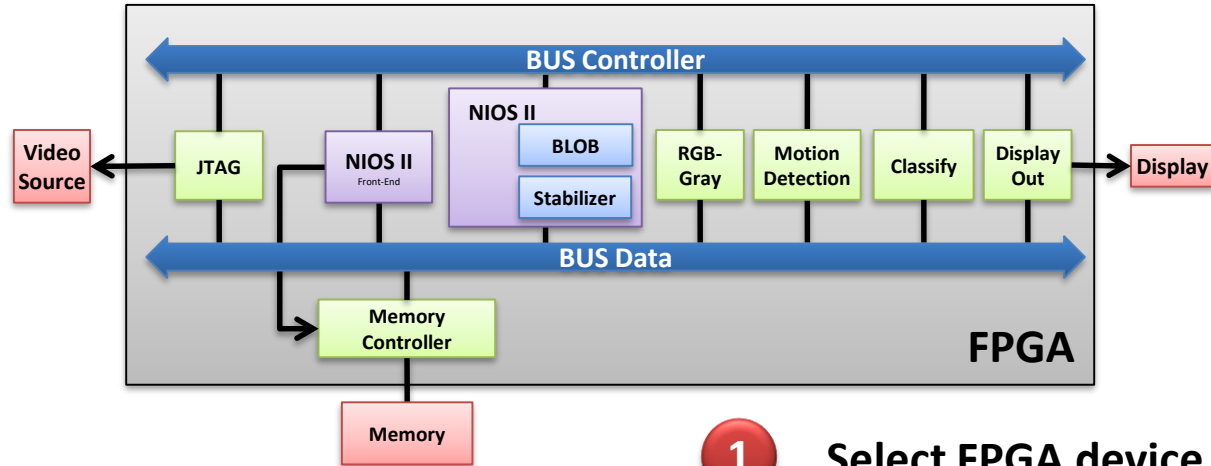 BUS Controller
Video
Source
JTAG
NIOS II
Front-End
NIOS II
BLOB
Stabilizer
RGB-
Gray
Motion
Detection
Classify
Display
Out
Display
BUS Data
Memory
Controller
FPGA
Memory
1
Select FPGA device